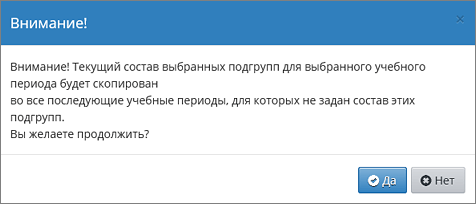 Внимание!
Внимание! Текущий состав выбранных подгрупп для выбранного учебного
периода будет скопирован
во все последующие учебные периоды, для которых не задан состав этих
подгрупп.
Вы желаете продолжить?
Да
Нет